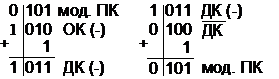 0 101 мод. ПК
1 010 ОК (-)
+ 1
1 011 ДК (-)
1 011 ДК (-)
0 100 ДК
+ 1
0 101 мод. ПК